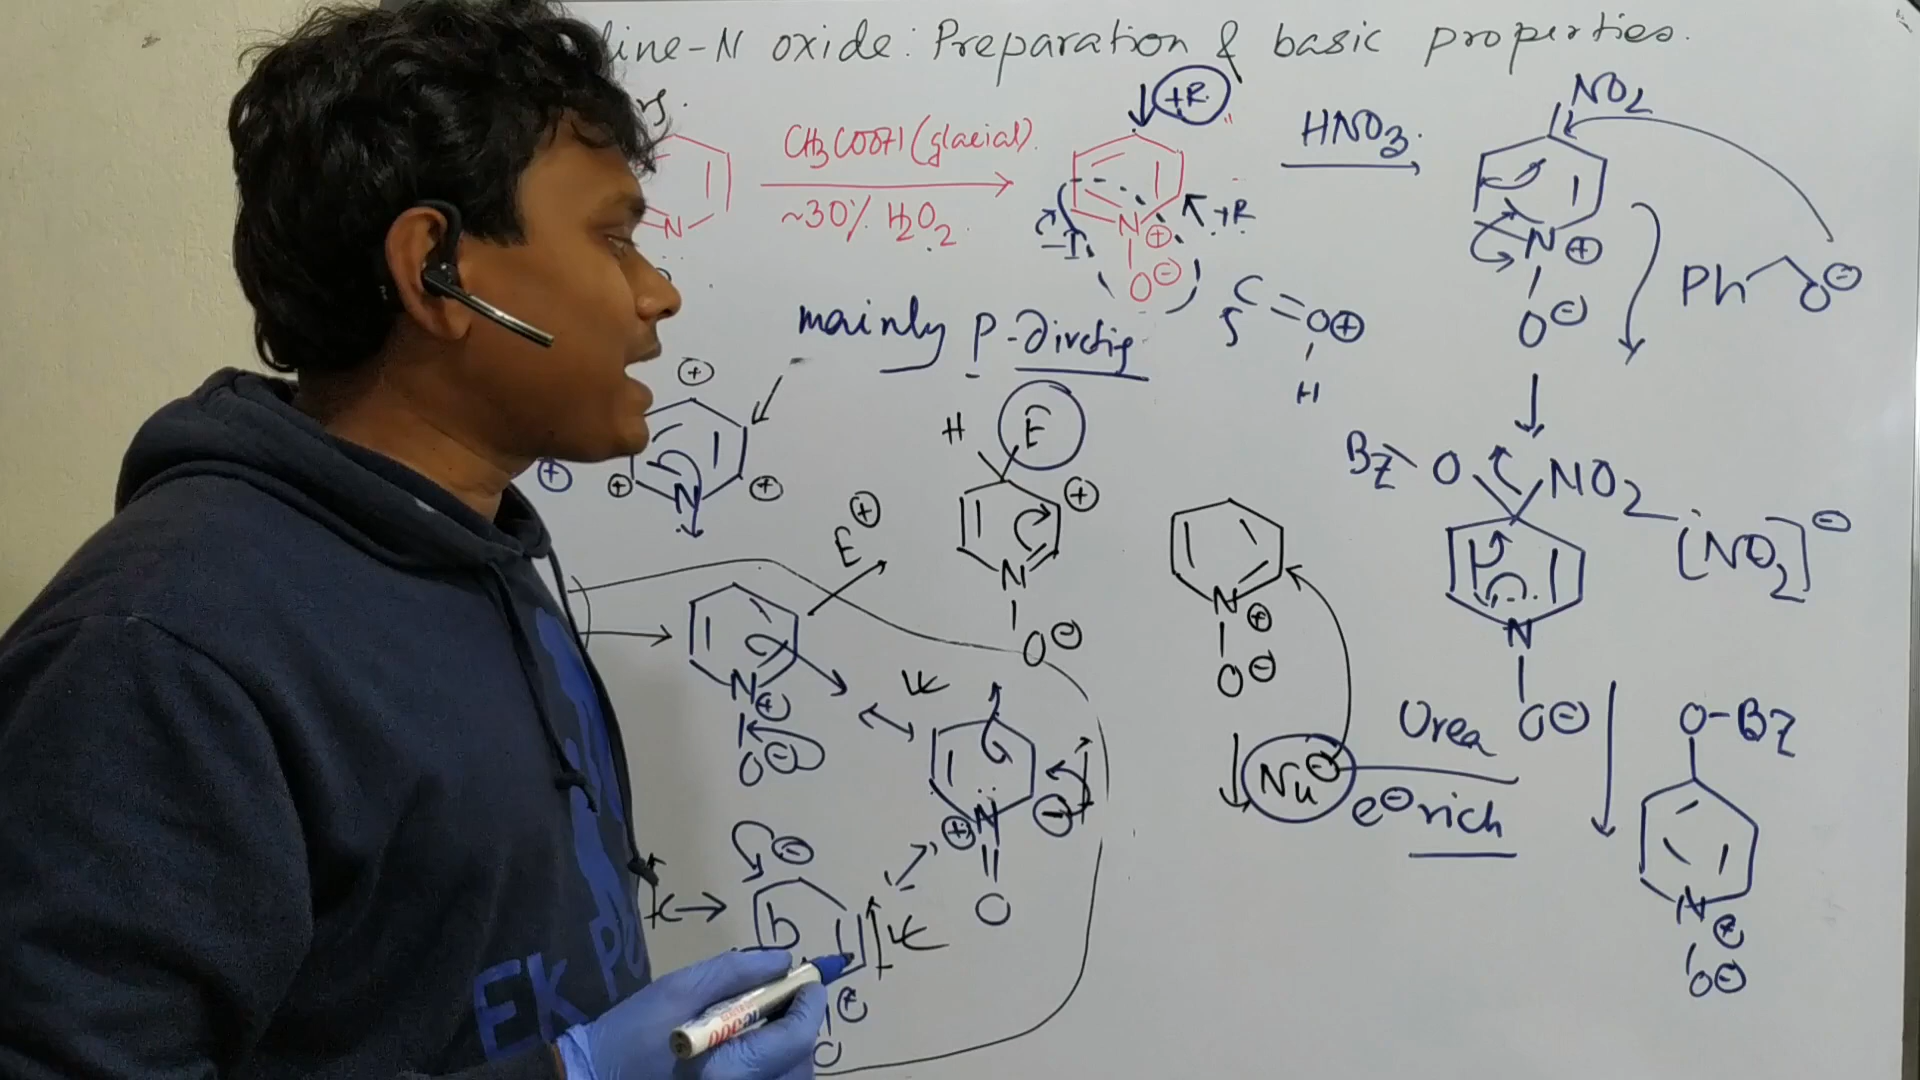 line-N oxide: Preparation & basic properties.
CH3COOH (glacial).
~30% H2O2
N
N ⊕
O ⊖
+R
+R
-I
HNO3.
NO2
N ⊕
O ⊖
Ph
O ⊖
mainly p-directig
C
O ⊕
H
⊕
⊕
⊕
⊕
N
H
E
⊕
N
O ⊖
E ⊕
N
⊕
O ⊖
N
⊕
O ⊖
Bz
O
NO2
[NO2] ⊖
N
O ⊖
Urea
Nu ⊖
e⊖ rich
O-Bz
N
⊕
O ⊖
⊕ N
⊖
O
⊖
⊕
O